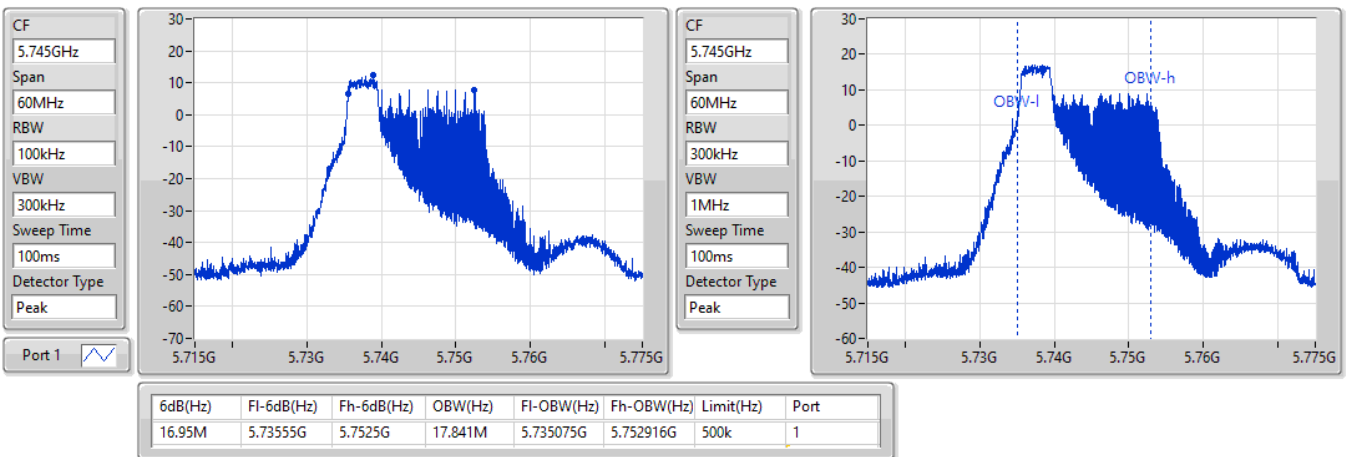 CF
5.745GHz
Span
60MHz
RBW
100kHz
VBW
300kHz
Sweep Time
100ms
Detector Type
Peak
Port 1
30
20
10
0
-10
-20
-30
-40
-50
-60
-70
5.715G 5.73G 5.74G 5.75G 5.76G 5.775G
CF
5.745GHz
Span
60MHz
RBW
300kHz
VBW
1MHz
Sweep Time
100ms
Detector Type
Peak
30
20
10
0
-10
-20
-30
-40
-50
-60
OBW-l
OBW-h
5.715G 5.73G 5.74G 5.75G 5.76G 5.775G
6dB(Hz) Fl-6dB(Hz) Fh-6dB(Hz) OBW(Hz) Fl-OBW(Hz) Fh-OBW(Hz) Limit(Hz) Port
16.95M 5.73555G 5.7525G 17.841M 5.735075G 5.752916G 500k 1